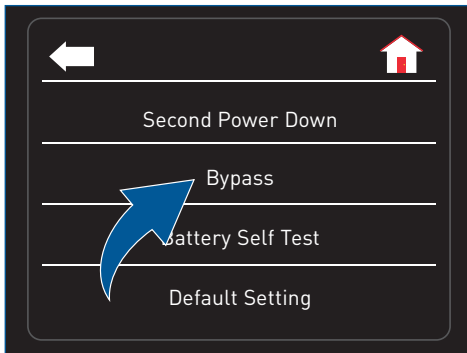 Second Power Down
Bypass
Battery Self Test
Default Setting